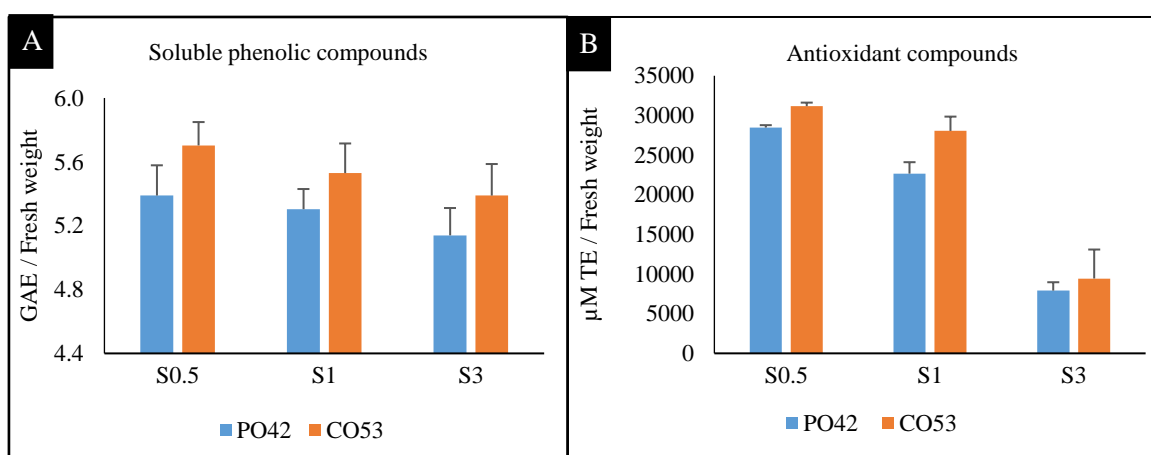 A
Soluble phenolic compounds
GAE / Fresh weight
6.0
5.6
5.2
4.8
4.4
S0.5 S1 S3
PO42 CO53
B
Antioxidant compounds
µM TE / Fresh weight
35000
30000
25000
20000
15000
10000
5000
0
S0.5 S1 S3
PO42 CO53